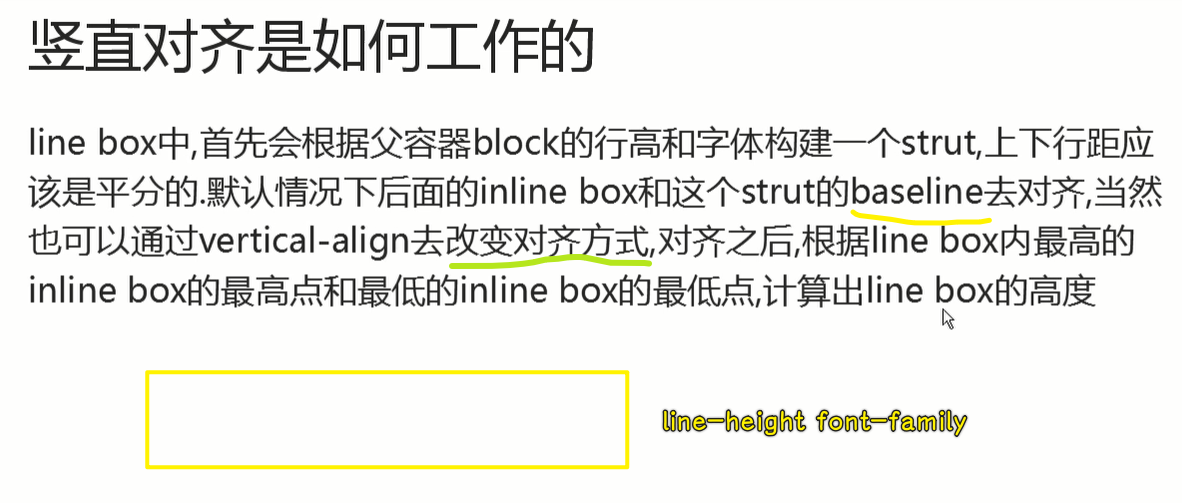 竖直对齐是如何工作的
line box中,首先会根据父容器block的行高和字体构建一个strut,上下行距应
该是平分的.默认情况下后面的inline box和这个strut的baseline去对齐,当然
也可以通过vertical-align去改变对齐方式,对齐之后,根据line box内最高的
inline box的最高点和最低的inline box的最低点,计算出line box的高度
line-height font-family